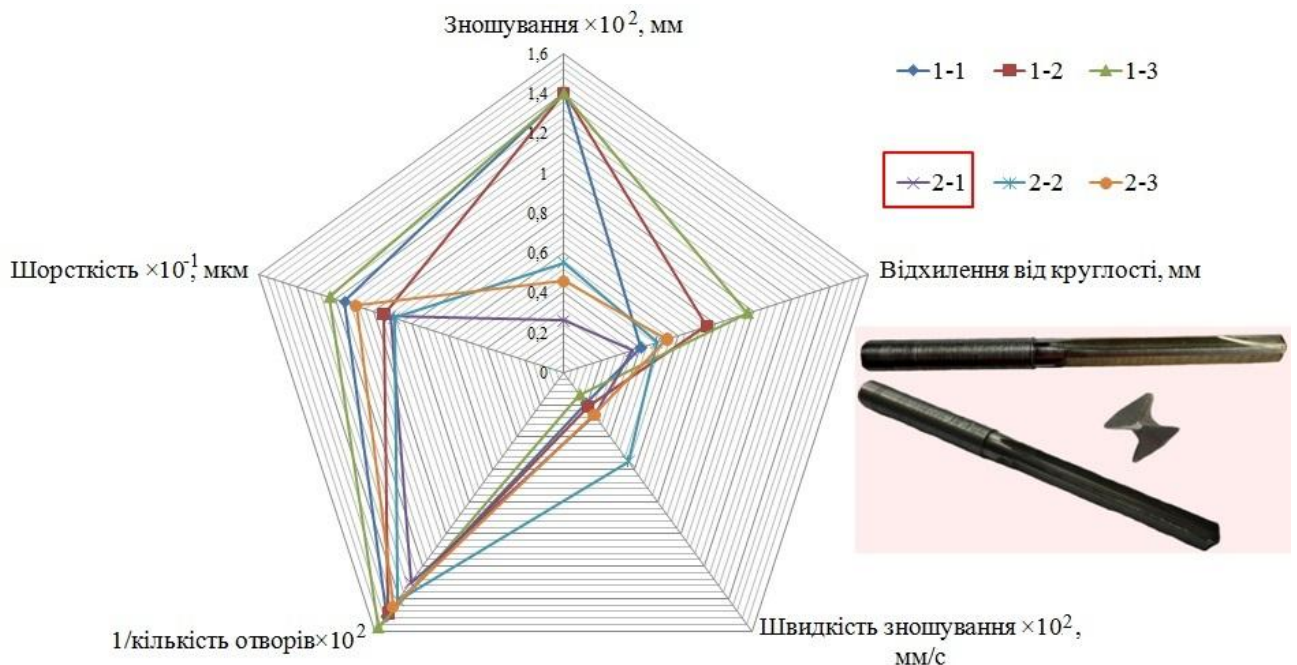 Зношування ×10², мм
1,6
1,4
1,2
1
0,8
0,6
0,4
0,2
0
1-1 1-2 1-3
2-1 2-2 2-3
Шорсткість ×10⁻¹, мкм
Відхилення від круглості, мм
1/кількість отворів×10²
Швидкість зношування ×10²,
мм/с